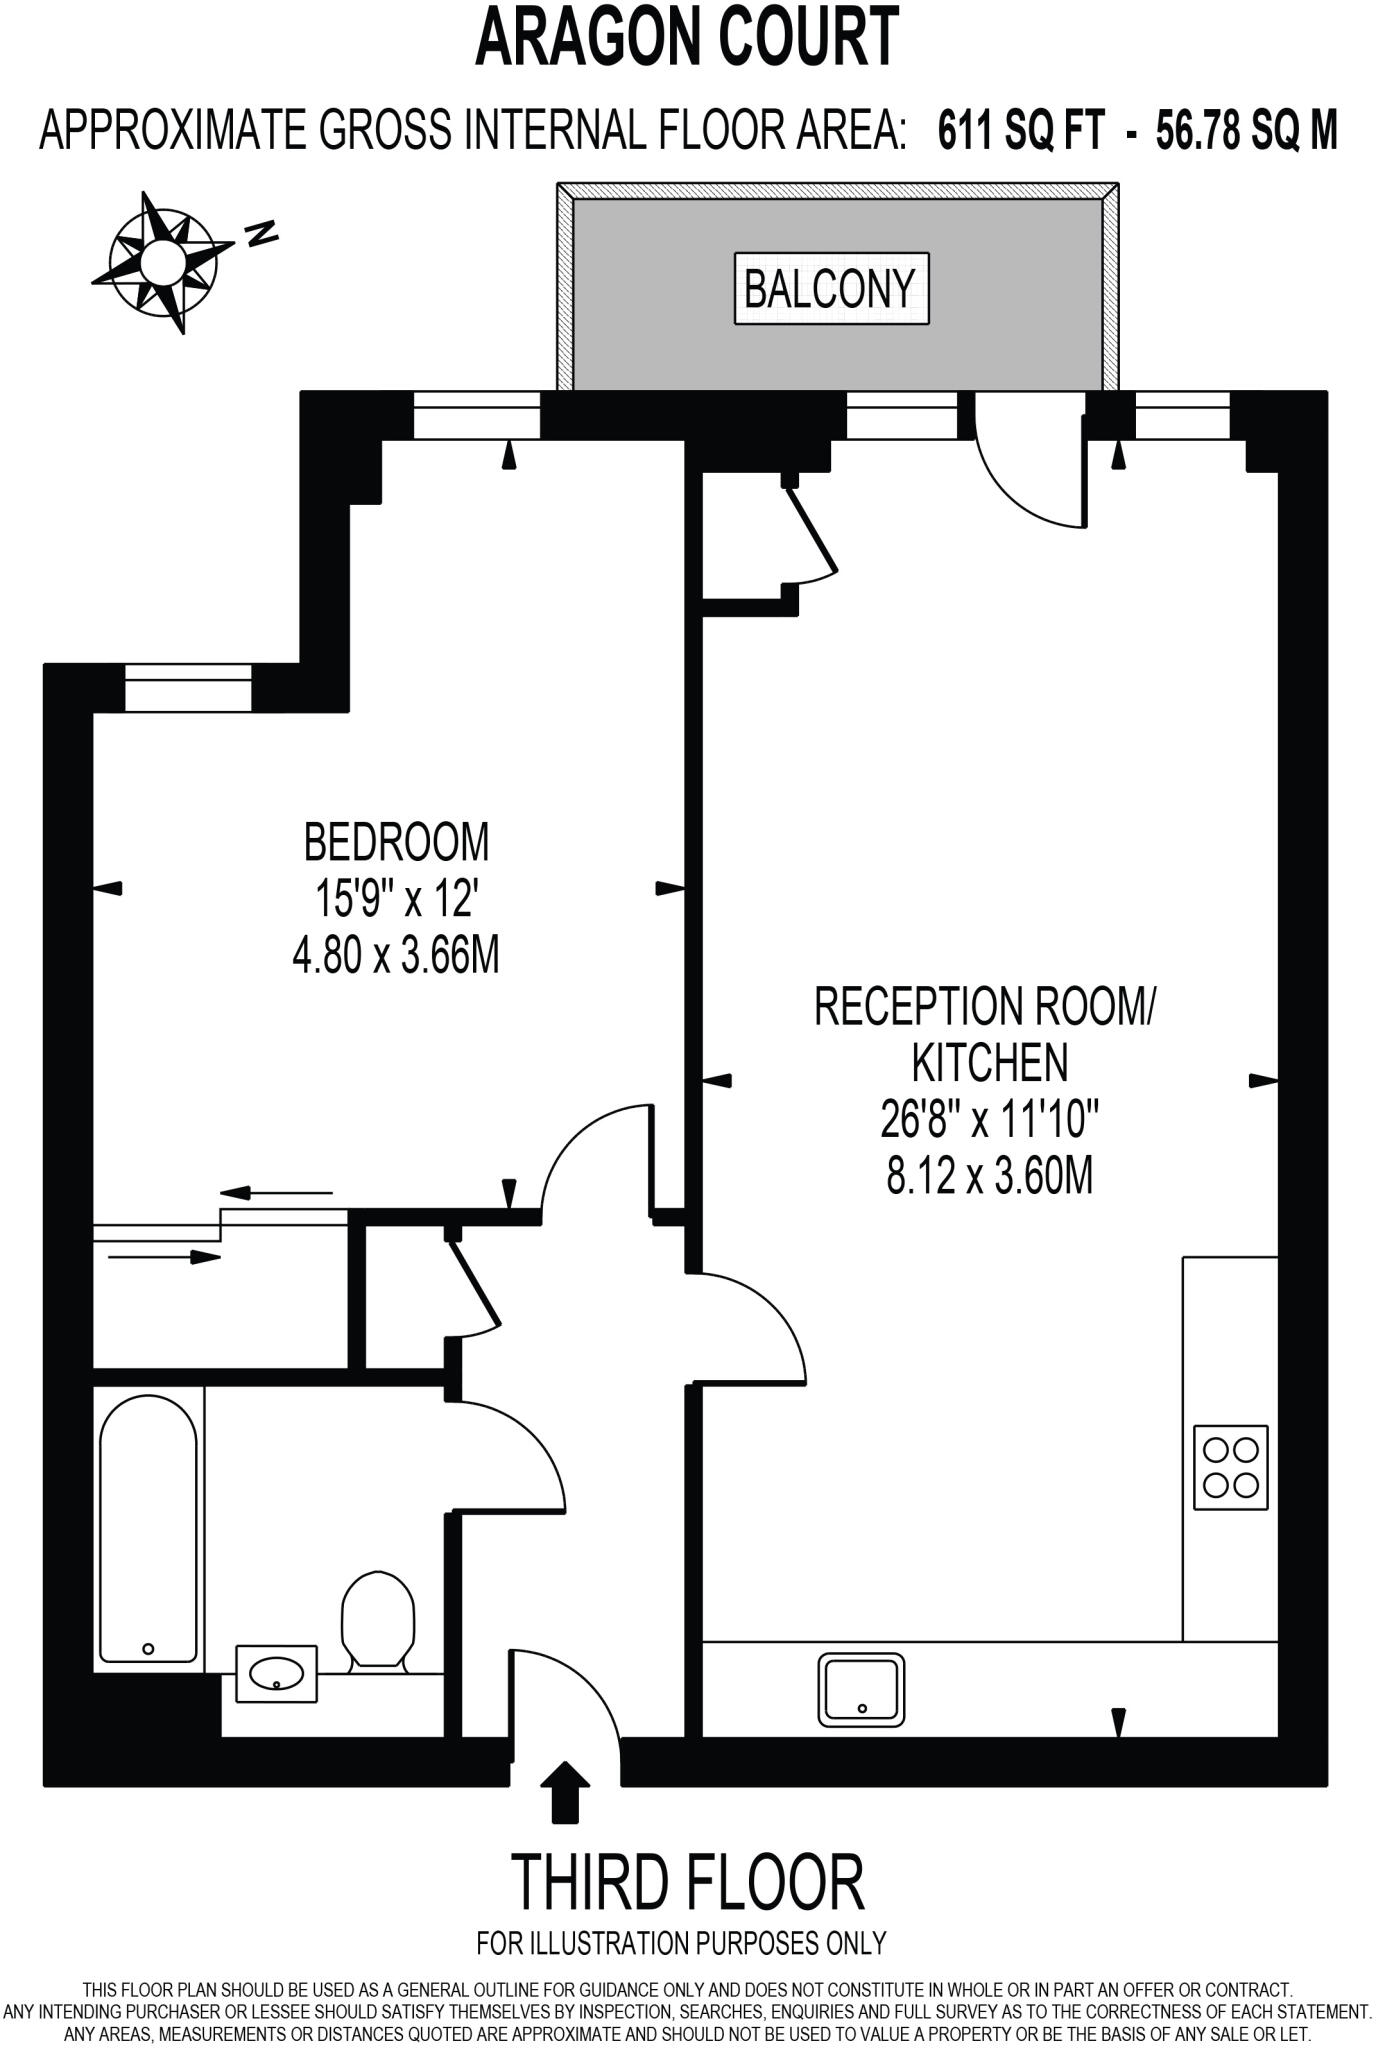 ARAGON COURT
APPROXIMATE GROSS INTERNAL FLOOR AREA: 611 SQ FT - 56.78 SQ M
N
BALCONY
BEDROOM
15'9" x 12'
4.80 x 3.66M
RECEPTION ROOM/
KITCHEN
26'8" x 11'10"
8.12 x 3.60M
THIRD FLOOR
FOR ILLUSTRATION PURPOSES ONLY
THIS FLOOR PLAN SHOULD BE USED AS A GENERAL OUTLINE FOR GUIDANCE ONLY AND DOES NOT CONSTITUTE IN WHOLE OR IN PART AN OFFER OR CONTRACT.
ANY INTENDING PURCHASER OR LESSEE SHOULD SATISFY THEMSELVES BY INSPECTION, SEARCHES, ENQUIRIES AND FULL SURVEY AS TO THE CORRECTNESS OF EACH STATEMENT.
ANY AREAS, MEASUREMENTS OR DISTANCES QUOTED ARE APPROXIMATE AND SHOULD NOT BE USED TO VALUE A PROPERTY OR BE THE BASIS OF ANY SALE OR LET.